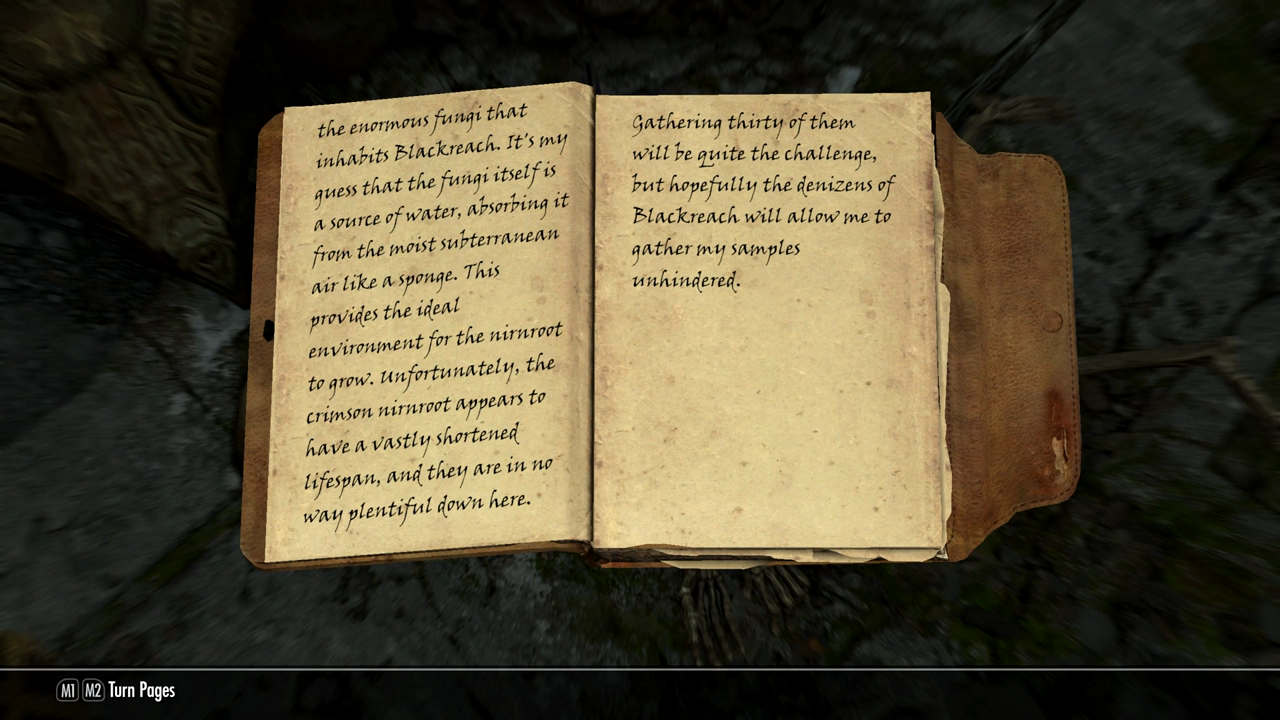 the enormous fungi that
inhabits Blackreach. It's my
guess that the fungi itself is
a source of water, absorbing it
from the moist subterranean
air like a sponge. This
provides the ideal
environment for the nirnroot
to grow. Unfortunately, the
crimson nirnroot appears to
have a vastly shortened
lifespan, and they are in no
way plentiful down here.
Gathering thirty of them
will be quite the challenge,
but hopefully the denizens of
Blackreach will allow me to
gather my samples
unhindered.
M1 M2 Turn Pages